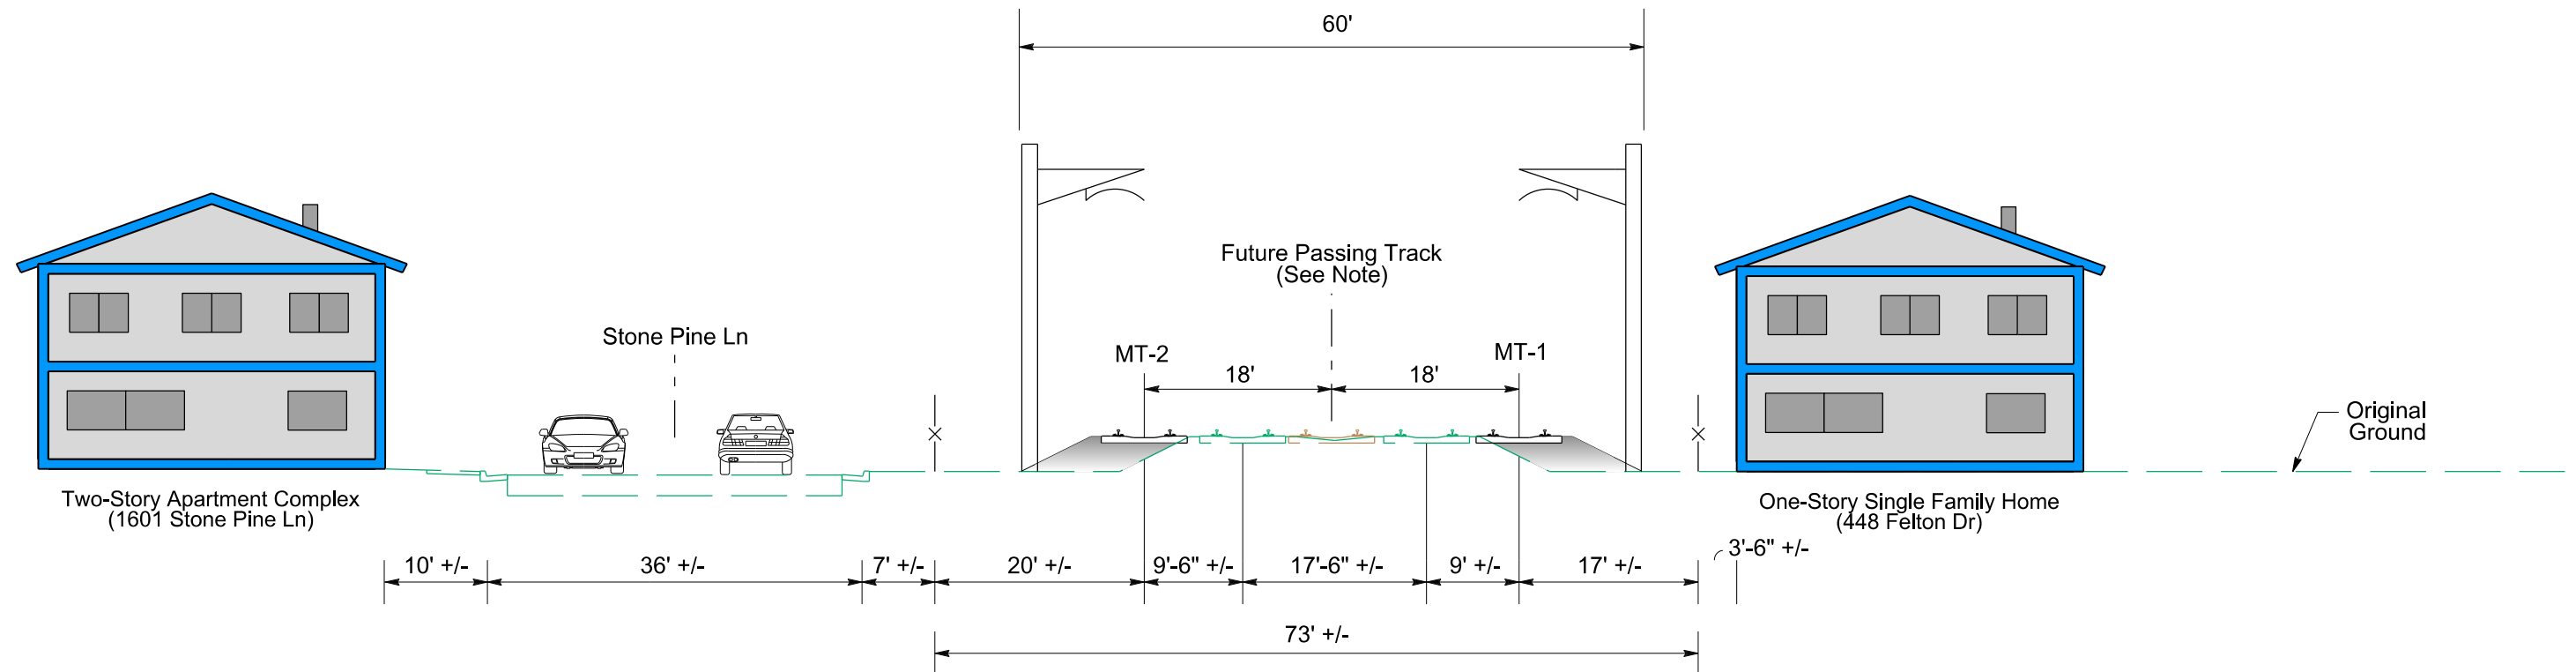 60'
Future Passing Track
(See Note)
Stone Pine Ln
MT-2
MT-1
18'
18'
Original
Ground
Two-Story Apartment Complex
(1601 Stone Pine Ln)
One-Story Single Family Home
(448 Felton Dr)
3'-6" +/-
10' +/-
36' +/-
7' +/-
20' +/-
9'-6" +/-
17'-6" +/-
9' +/-
17' +/-
73' +/-